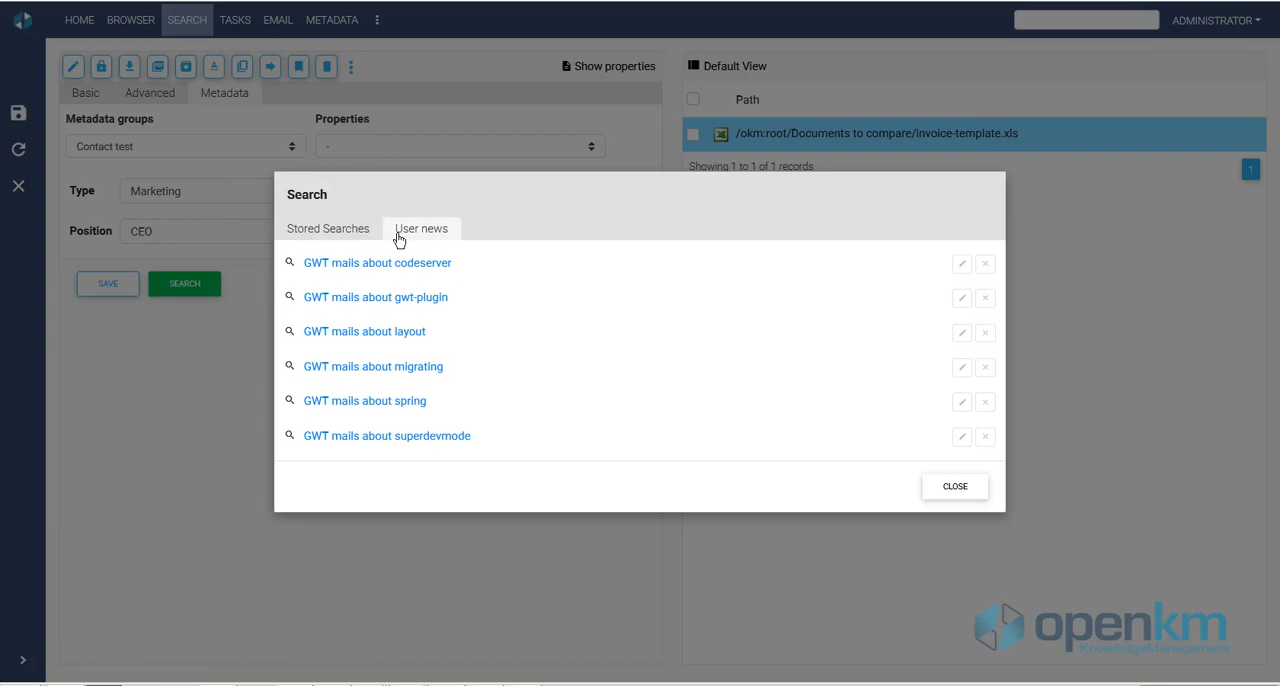 HOME BROWSER SEARCH TASKS EMAIL METADATA ADMINISTRATOR
Show properties
Basic Advanced Metadata
Metadata groups Properties
Contact test -
Type Marketing
Position CEO
SAVE SEARCH
Default View
Path
/okm:root/Documents to compare/invoice-template.xls
Showing 1 to 1 of 1 records
1
Search
Stored Searches User news
GWT mails about codeserver
GWT mails about gwt-plugin
GWT mails about layout
GWT mails about migrating
GWT mails about spring
GWT mails about superdevmode
CLOSE
openkm
KnowledgeManagement